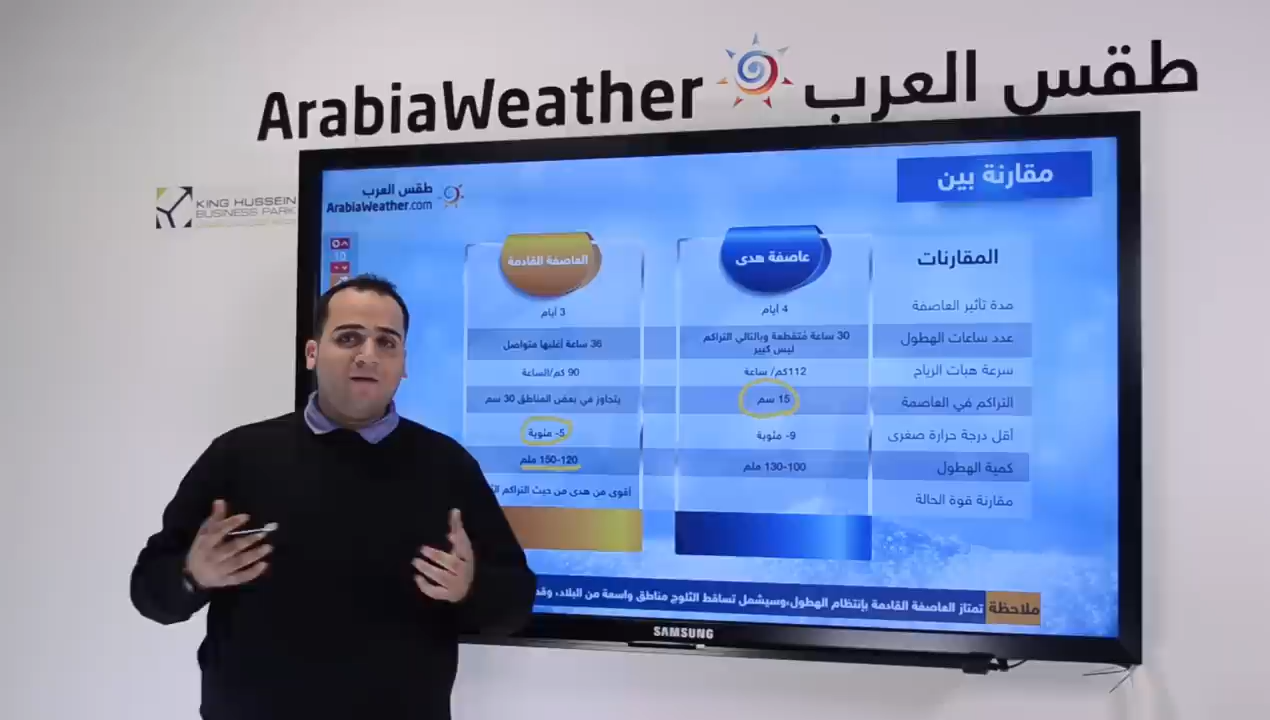 ArabiaWeather طقس العرب
KING HUSSEIN
BUSINESS PARK
طقس العرب
ArabiaWeather.com
مقارنة بين
المقارنات
عاصفة هدى
العاصفة القادمة
مدة تأثير العاصفة
4 أيام
3 أيام
عدد ساعات الهطول
30 ساعة مُتقطعة وبالتالي التراكم
ليس كبير
36 ساعة أغلبها متواصل
سرعة هبات الرياح
112كم/ ساعة
90 كم/الساعة
التراكم في العاصمة
15 سم
يتجاوز في بعض المناطق 30 سم
أقل درجة حرارة صغرى
9- مئوية
5- مئوية
كمية الهطول
100-130 ملم
120-150 ملم
مقارنة قوة الحالة
أقوى من هدى من حيث التراكم
ملاحظة
تمتاز العاصفة القادمة بإنتظام الهطول،وسيشمل تساقط الثلوج مناطق واسعة من البلاد، وقد
SAMSUNG